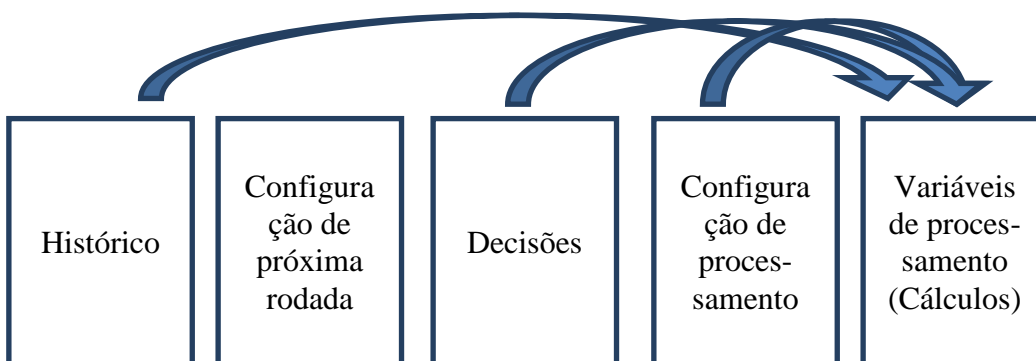 Histórico
Configura
ção de
próxima
rodada
Decisões
Configura
ção de
proces-
samento
Variáveis
de proces-
samento
(Cálculos)